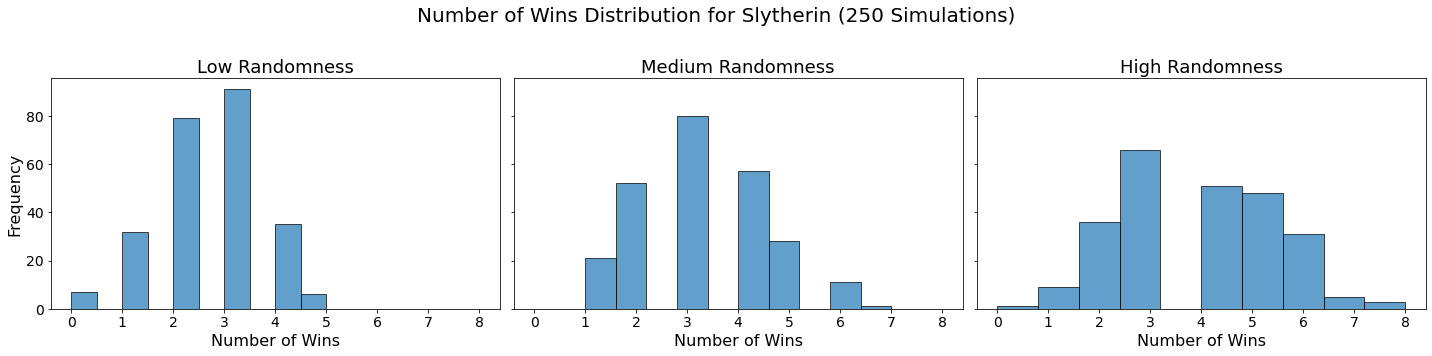 Number of Wins Distribution for Slytherin (250 Simulations)
Low Randomness
Medium Randomness
High Randomness
Frequency
80
60
40
20
0
0 1 2 3 4 5 6 7 8
0 1 2 3 4 5 6 7 8
0 1 2 3 4 5 6 7 8
Number of Wins
Number of Wins
Number of Wins